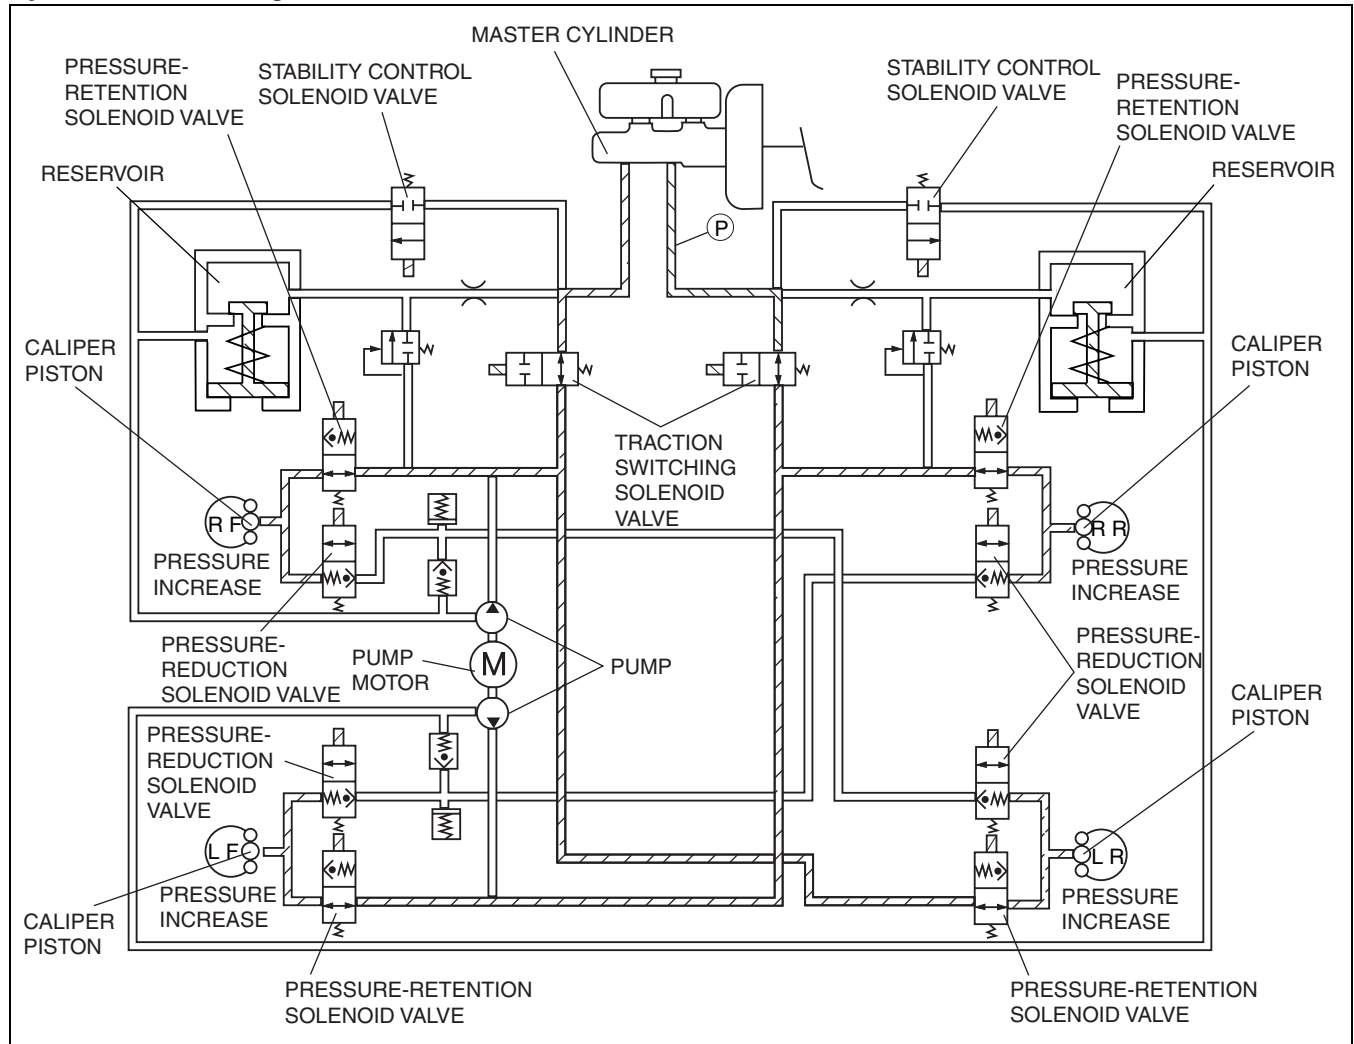 MASTER CYLINDER
PRESSURE-
RETENTION
SOLENOID VALVE
STABILITY CONTROL
SOLENOID VALVE
STABILITY CONTROL
SOLENOID VALVE
PRESSURE-
RETENTION
SOLENOID VALVE
RESERVOIR
RESERVOIR
P
CALIPER
PISTON
CALIPER
PISTON
TRACTION
SWITCHING
SOLENOID
VALVE
R F
R R
PRESSURE
INCREASE
PRESSURE
INCREASE
PRESSURE-
REDUCTION
SOLENOID VALVE
PUMP
MOTOR
M
PUMP
PRESSURE-
REDUCTION
SOLENOID
VALVE
CALIPER
PISTON
PRESSURE-
REDUCTION
SOLENOID
VALVE
L F
L R
PRESSURE
INCREASE
PRESSURE
INCREASE
CALIPER
PISTON
PRESSURE-RETENTION
SOLENOID VALVE
PRESSURE-RETENTION
SOLENOID VALVE